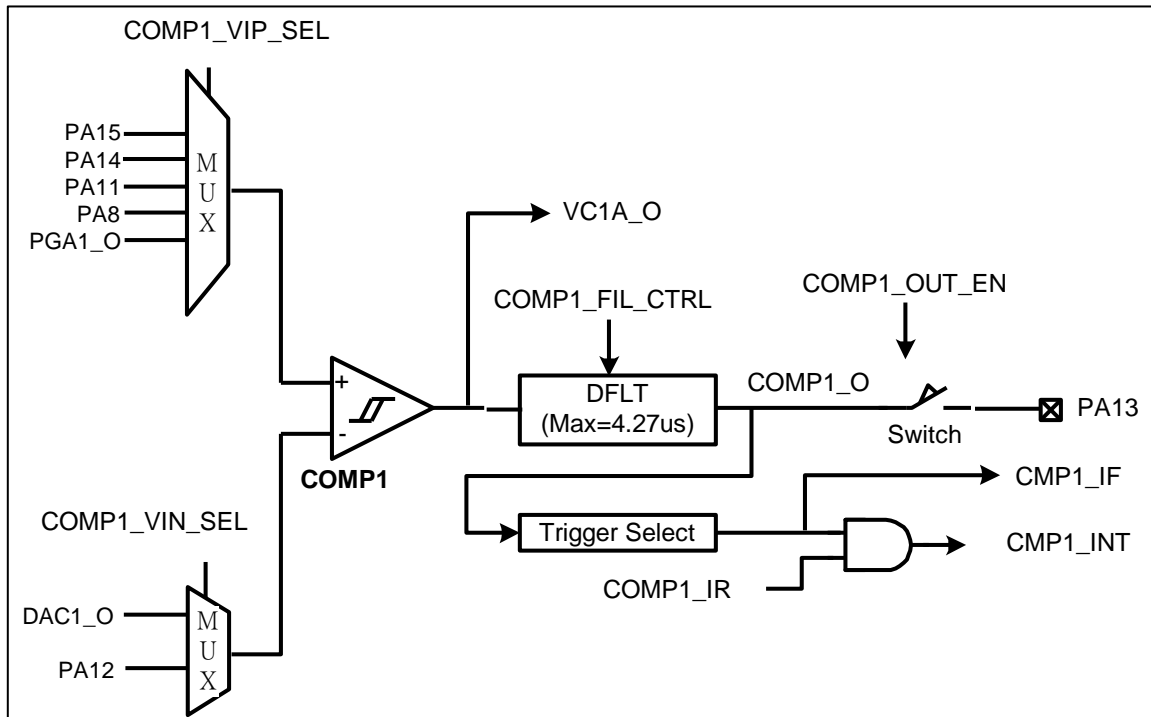 COMP1_VIP_SEL
PA15
PA14
PA11
PA8
PGA1_O
M
U
X
VC1A_O
COMP1_FIL_CTRL
COMP1_OUT_EN
+
-
COMP1
DFLT
(Max=4.27us)
COMP1_O
Switch
PA13
Trigger Select
CMP1_IF
COMP1_IR
CMP1_INT
COMP1_VIN_SEL
DAC1_O
PA12
M
U
X